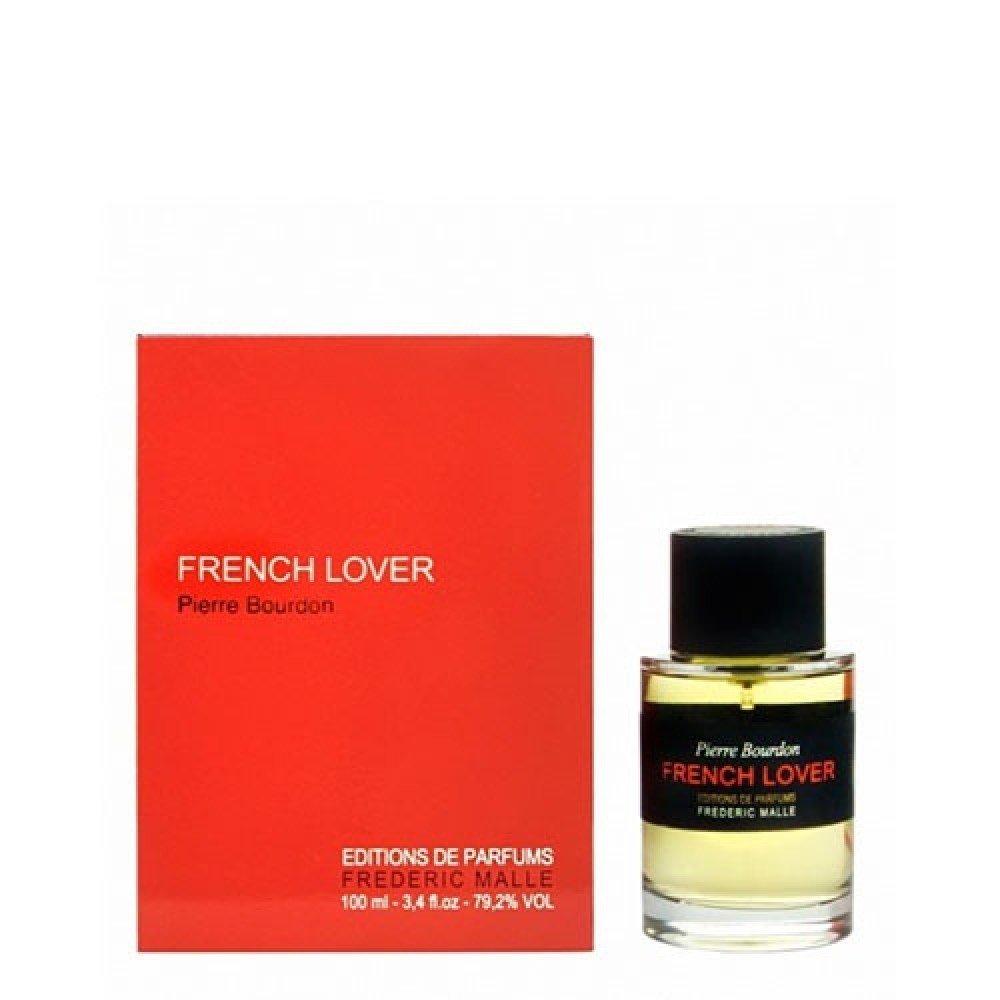 FRENCH LOVER
Pierre Bourdon
EDITIONS DE PARFUMS
FREDERIC MALLE
100 ml - 3,4 fl.oz - 79,2% VOL
Pierre Bourdon
FRENCH LOVER
EDITIONS DE PARFUMS
FREDERIC MALLE